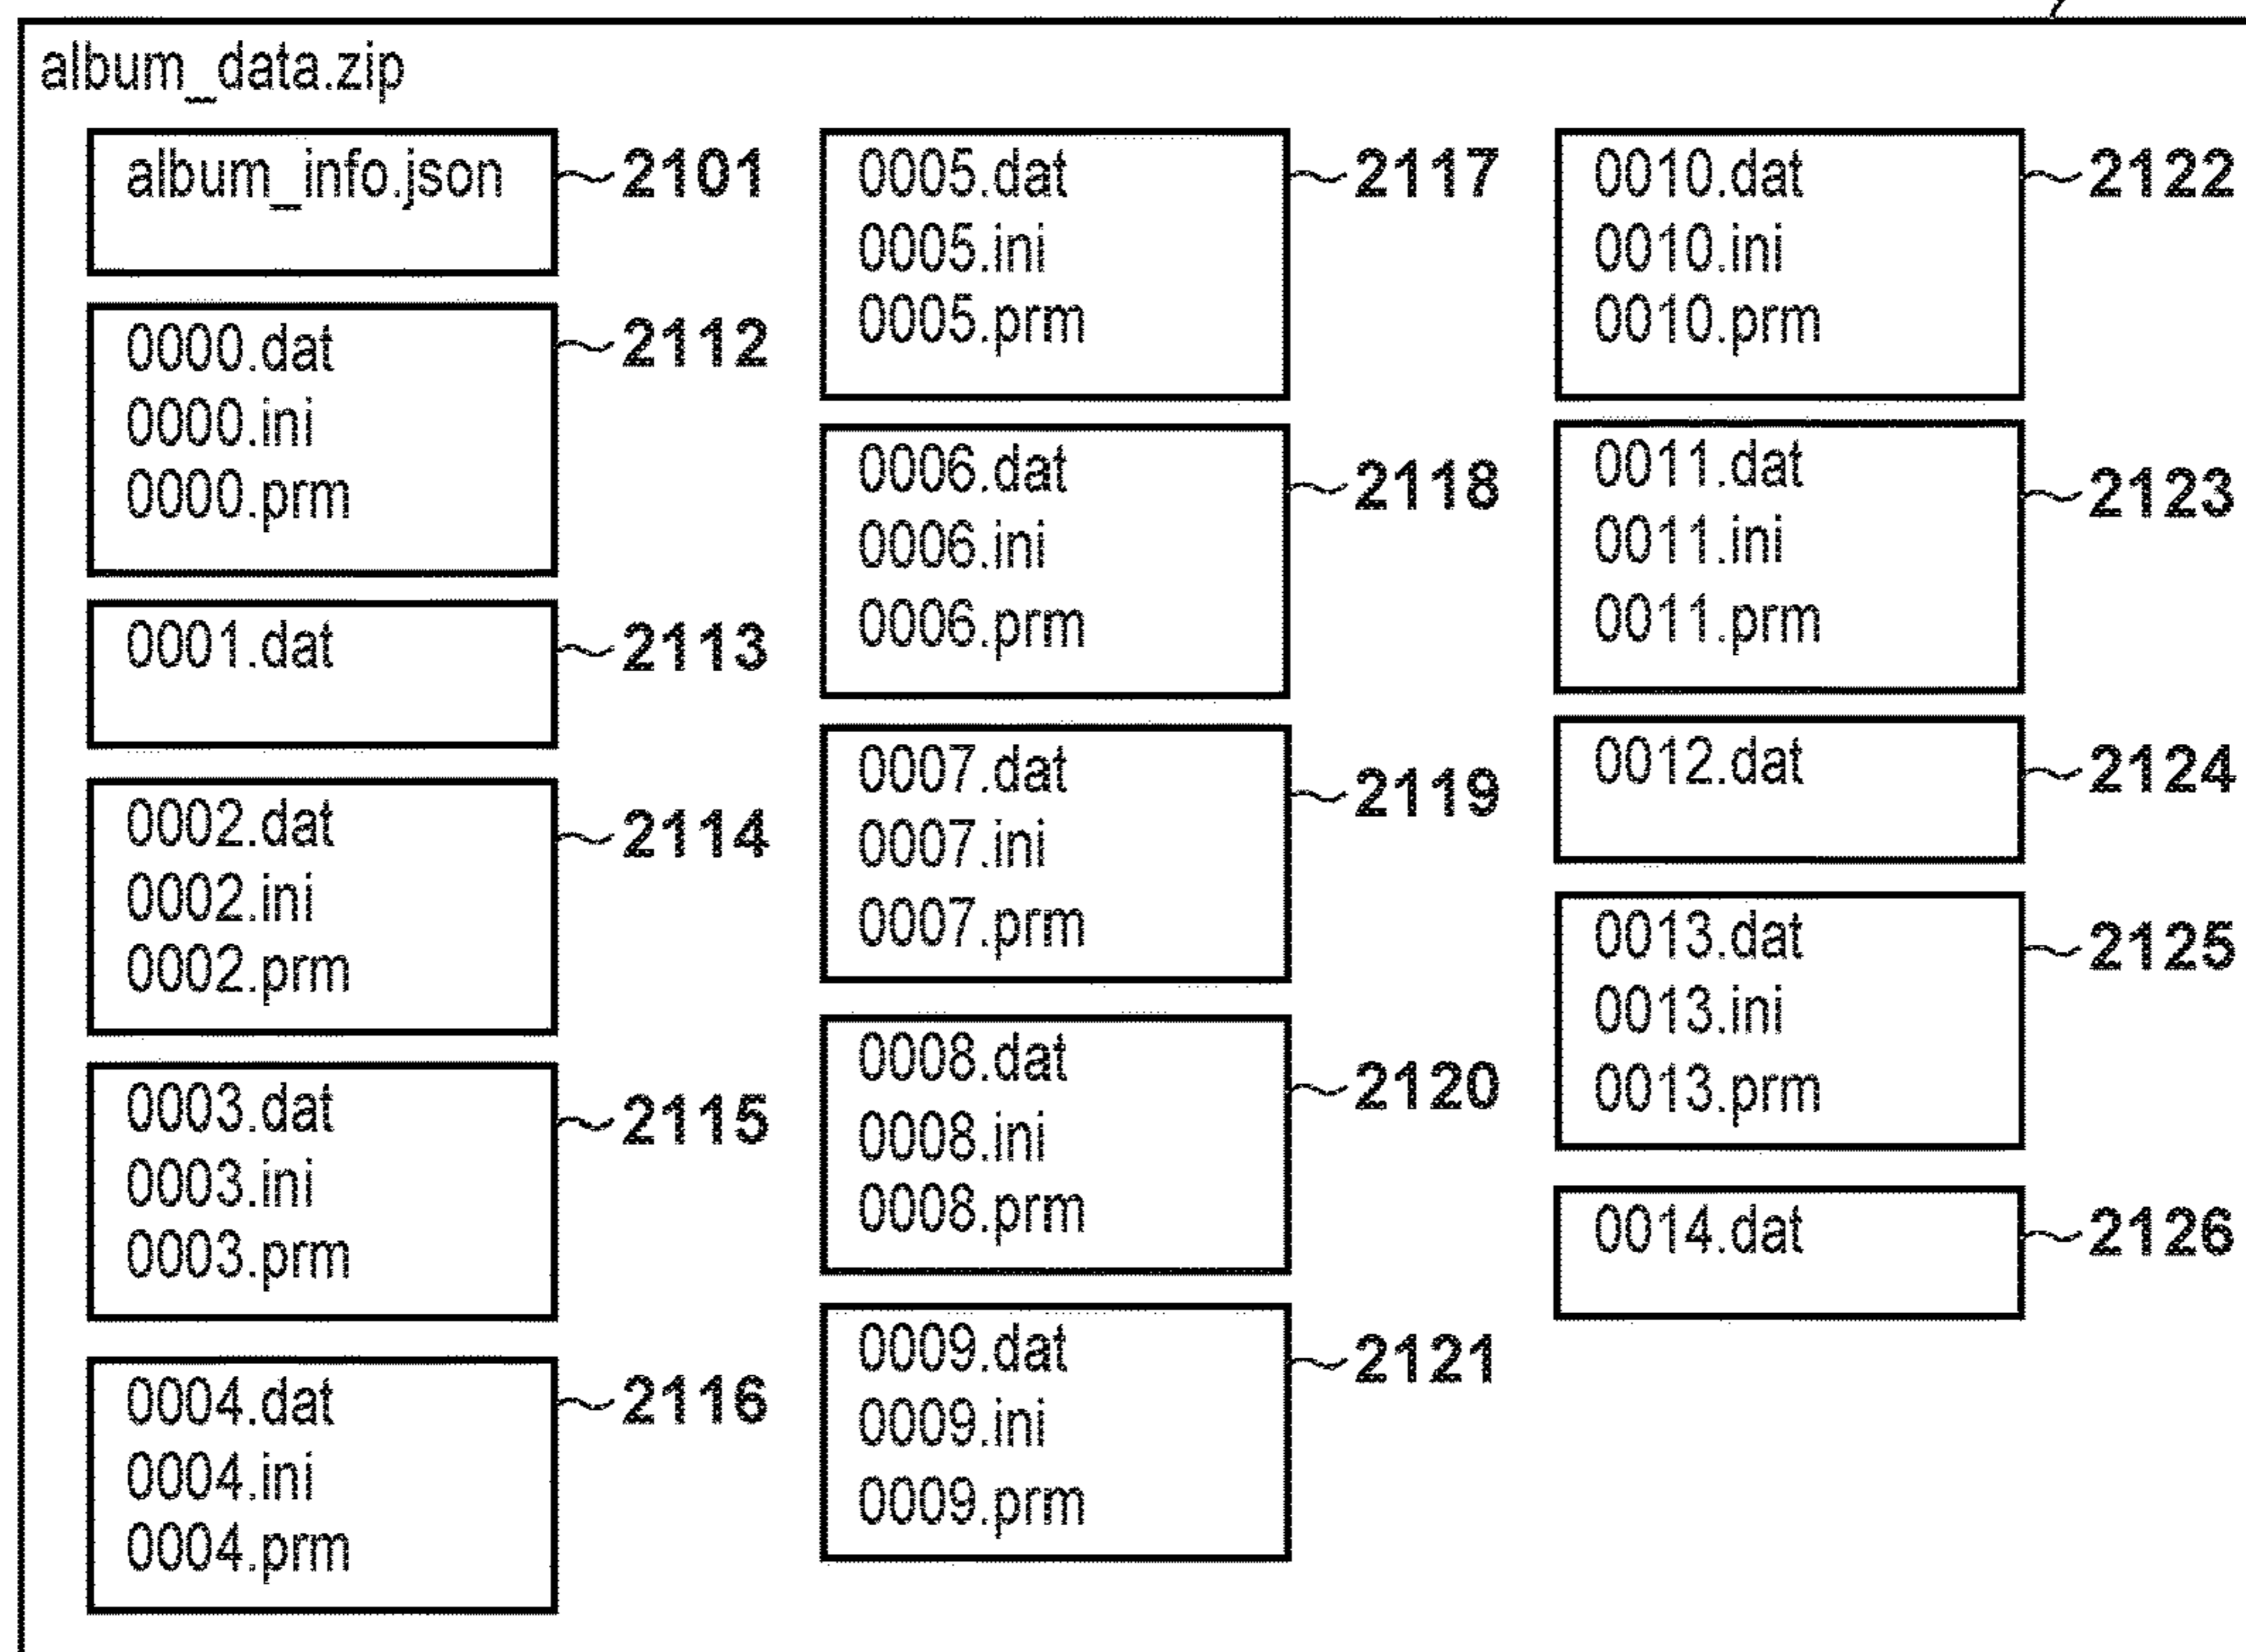 album_data.zip
album_info.json
2101
0000.dat
2112
0000.ini
0000.prm
0001.dat
2113
0002.dat
2114
0002.ini
0002.prm
0003.dat
2115
0003.ini
0003.prm
0004.dat
2116
0004.ini
0004.prm
0005.dat
2117
0005.ini
0005.prm
0006.dat
2118
0006.ini
0006.prm
0007.dat
2119
0007.ini
0007.prm
0008.dat
2120
0008.ini
0008.prm
0009.dat
2121
0009.ini
0009.prm
0010.dat
2122
0010.ini
0010.prm
0011.dat
2123
0011.ini
0011.prm
0012.dat
2124
0013.dat
2125
0013.ini
0013.prm
0014.dat
2126